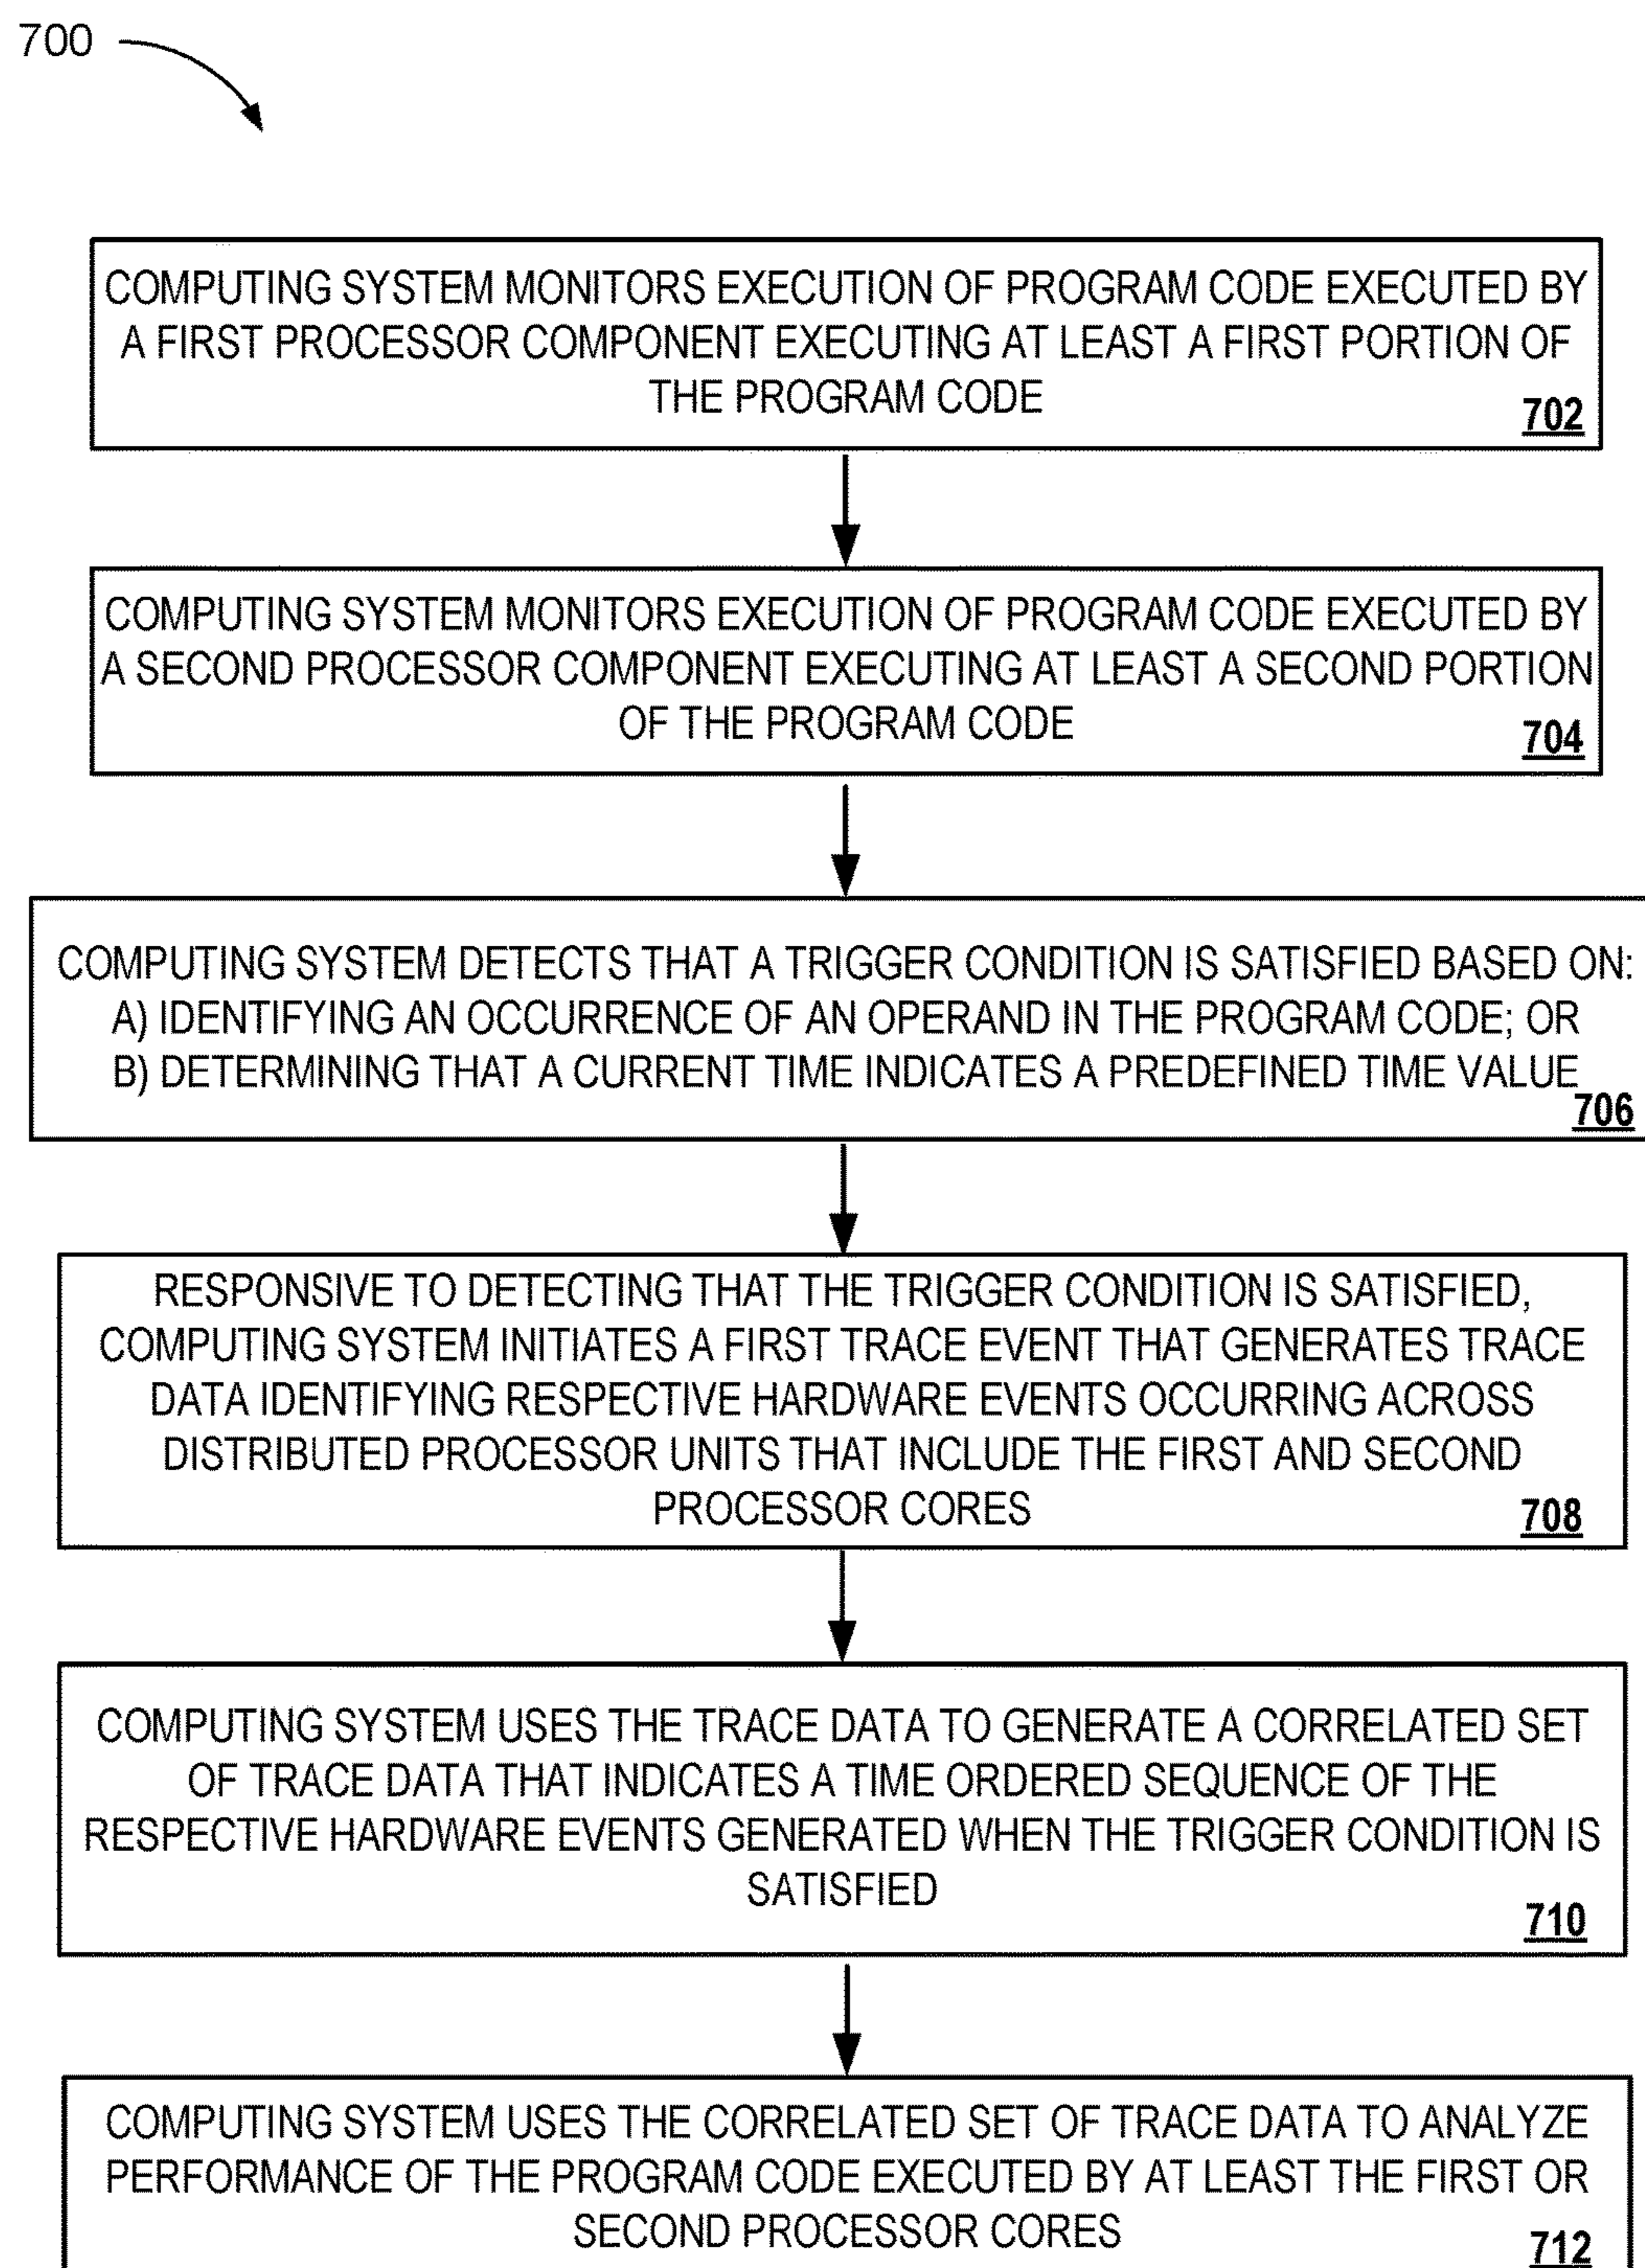 700
COMPUTING SYSTEM MONITORS EXECUTION OF PROGRAM CODE EXECUTED BY
A FIRST PROCESSOR COMPONENT EXECUTING AT LEAST A FIRST PORTION OF
THE PROGRAM CODE
702
COMPUTING SYSTEM MONITORS EXECUTION OF PROGRAM CODE EXECUTED BY
A SECOND PROCESSOR COMPONENT EXECUTING AT LEAST A SECOND PORTION
OF THE PROGRAM CODE
704
COMPUTING SYSTEM DETECTS THAT A TRIGGER CONDITION IS SATISFIED BASED ON:
A) IDENTIFYING AN OCCURRENCE OF AN OPERAND IN THE PROGRAM CODE; OR
B) DETERMINING THAT A CURRENT TIME INDICATES A PREDEFINED TIME VALUE
706
RESPONSIVE TO DETECTING THAT THE TRIGGER CONDITION IS SATISFIED,
COMPUTING SYSTEM INITIATES A FIRST TRACE EVENT THAT GENERATES TRACE
DATA IDENTIFYING RESPECTIVE HARDWARE EVENTS OCCURRING ACROSS
DISTRIBUTED PROCESSOR UNITS THAT INCLUDE THE FIRST AND SECOND
PROCESSOR CORES
708
COMPUTING SYSTEM USES THE TRACE DATA TO GENERATE A CORRELATED SET
OF TRACE DATA THAT INDICATES A TIME ORDERED SEQUENCE OF THE
RESPECTIVE HARDWARE EVENTS GENERATED WHEN THE TRIGGER CONDITION IS
SATISFIED
710
COMPUTING SYSTEM USES THE CORRELATED SET OF TRACE DATA TO ANALYZE
PERFORMANCE OF THE PROGRAM CODE EXECUTED BY AT LEAST THE FIRST OR
SECOND PROCESSOR CORES
712